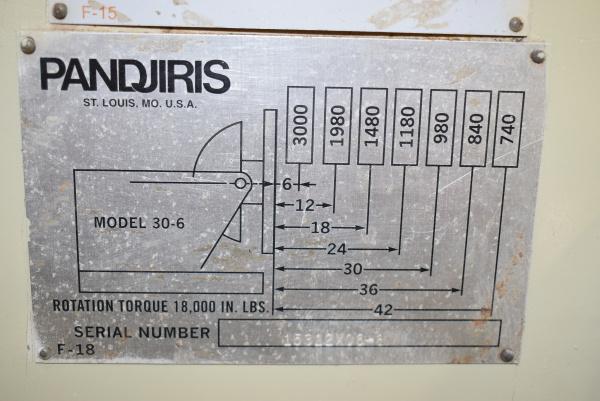 F-15
PANDJIRIS
ST. LOUIS, MO. U.S.A.
3000
1980
1480
1180
980
840
740
6
12
MODEL 30-6
18
24
30
36
ROTATION TORQUE 18,000 IN. LBS.
42
SERIAL NUMBER
F-18